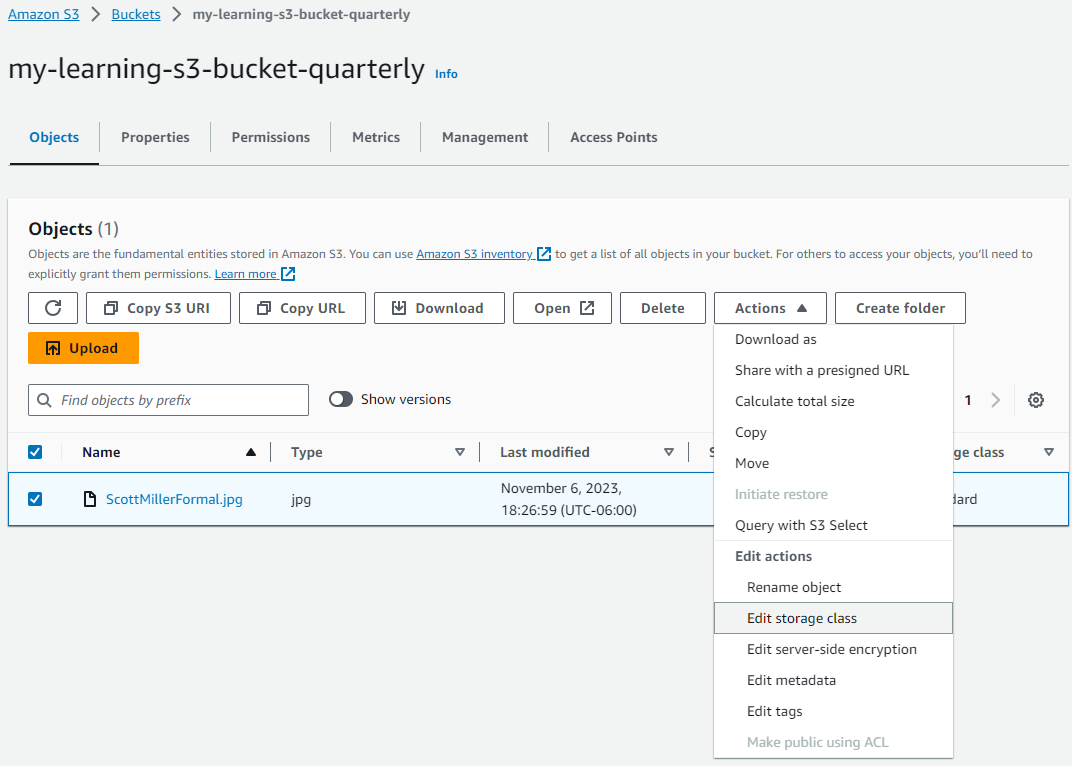 Amazon S3 > Buckets > my-learning-s3-bucket-quarterly
my-learning-s3-bucket-quarterly Info
Objects Properties Permissions Metrics Management Access Points
Objects (1)
Objects are the fundamental entities stored in Amazon S3. You can use Amazon S3 inventory to get a list of all objects in your bucket. For others to access your objects, you'll need to
explicitly grant them permissions. Learn more
Copy S3 URI Copy URL Download Open Delete Actions Create folder
Upload
Find objects by prefix Show versions 1
Name Type Last modified S ge class
ScottMillerFormal.jpg jpg November 6, 2023, dard
18:26:59 (UTC-06:00)
Download as
Share with a presigned URL
Calculate total size
Copy
Move
Initiate restore
Query with S3 Select
Edit actions
Rename object
Edit storage class
Edit server-side encryption
Edit metadata
Edit tags
Make public using ACL